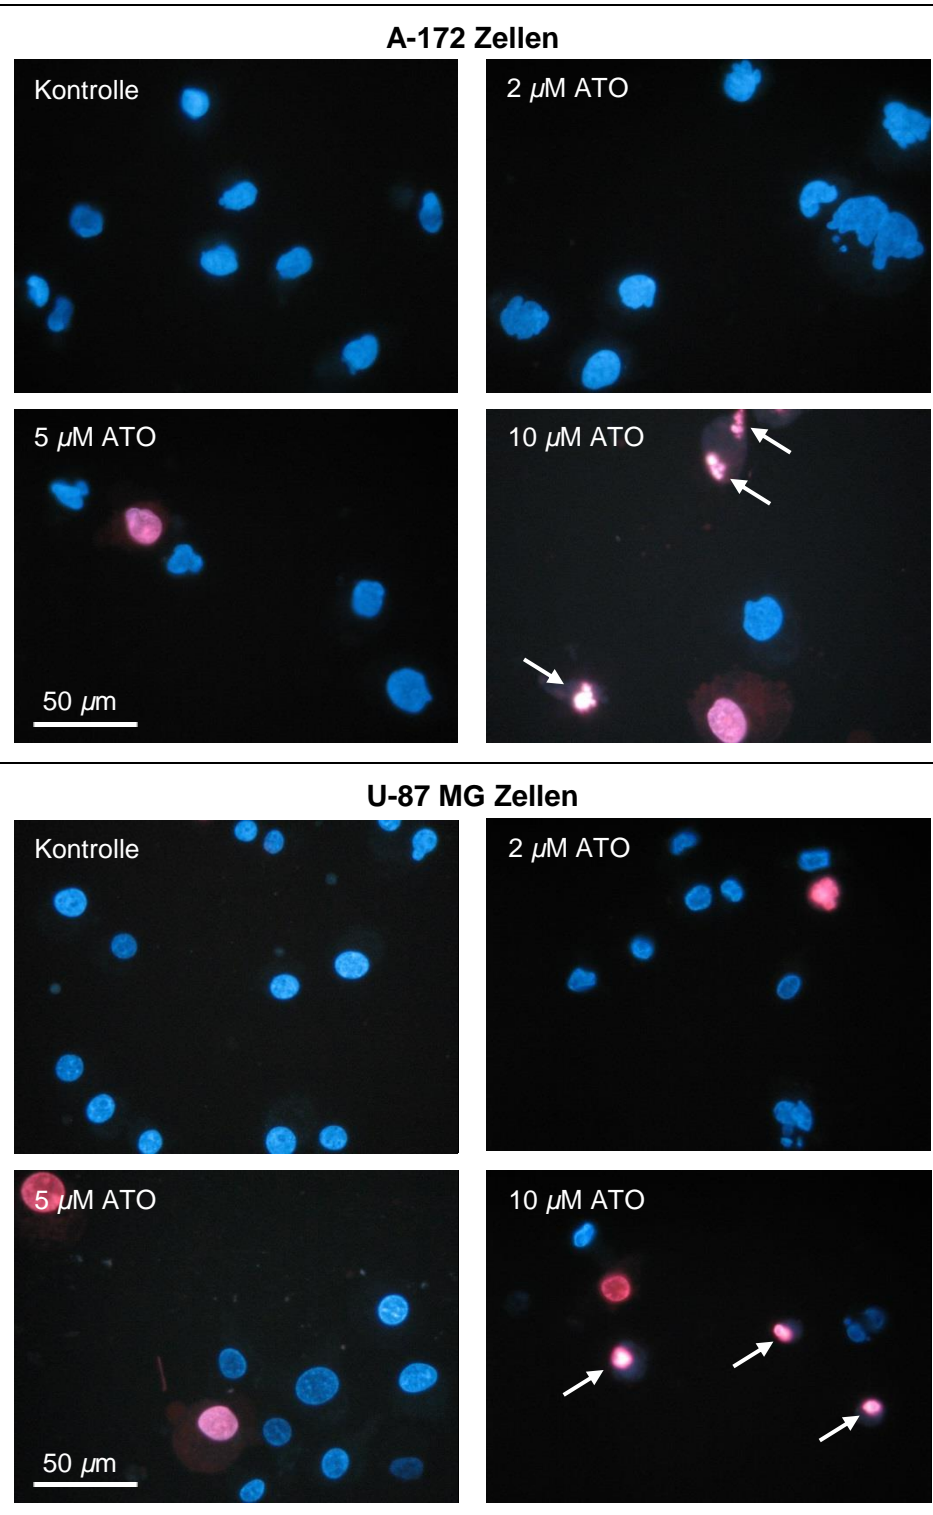 A-172 Zellen
Kontrolle
2 µM ATO
5 µM ATO
10 µM ATO
50 µm
U-87 MG Zellen
Kontrolle
2 µM ATO
5 µM ATO
10 µM ATO
50 µm